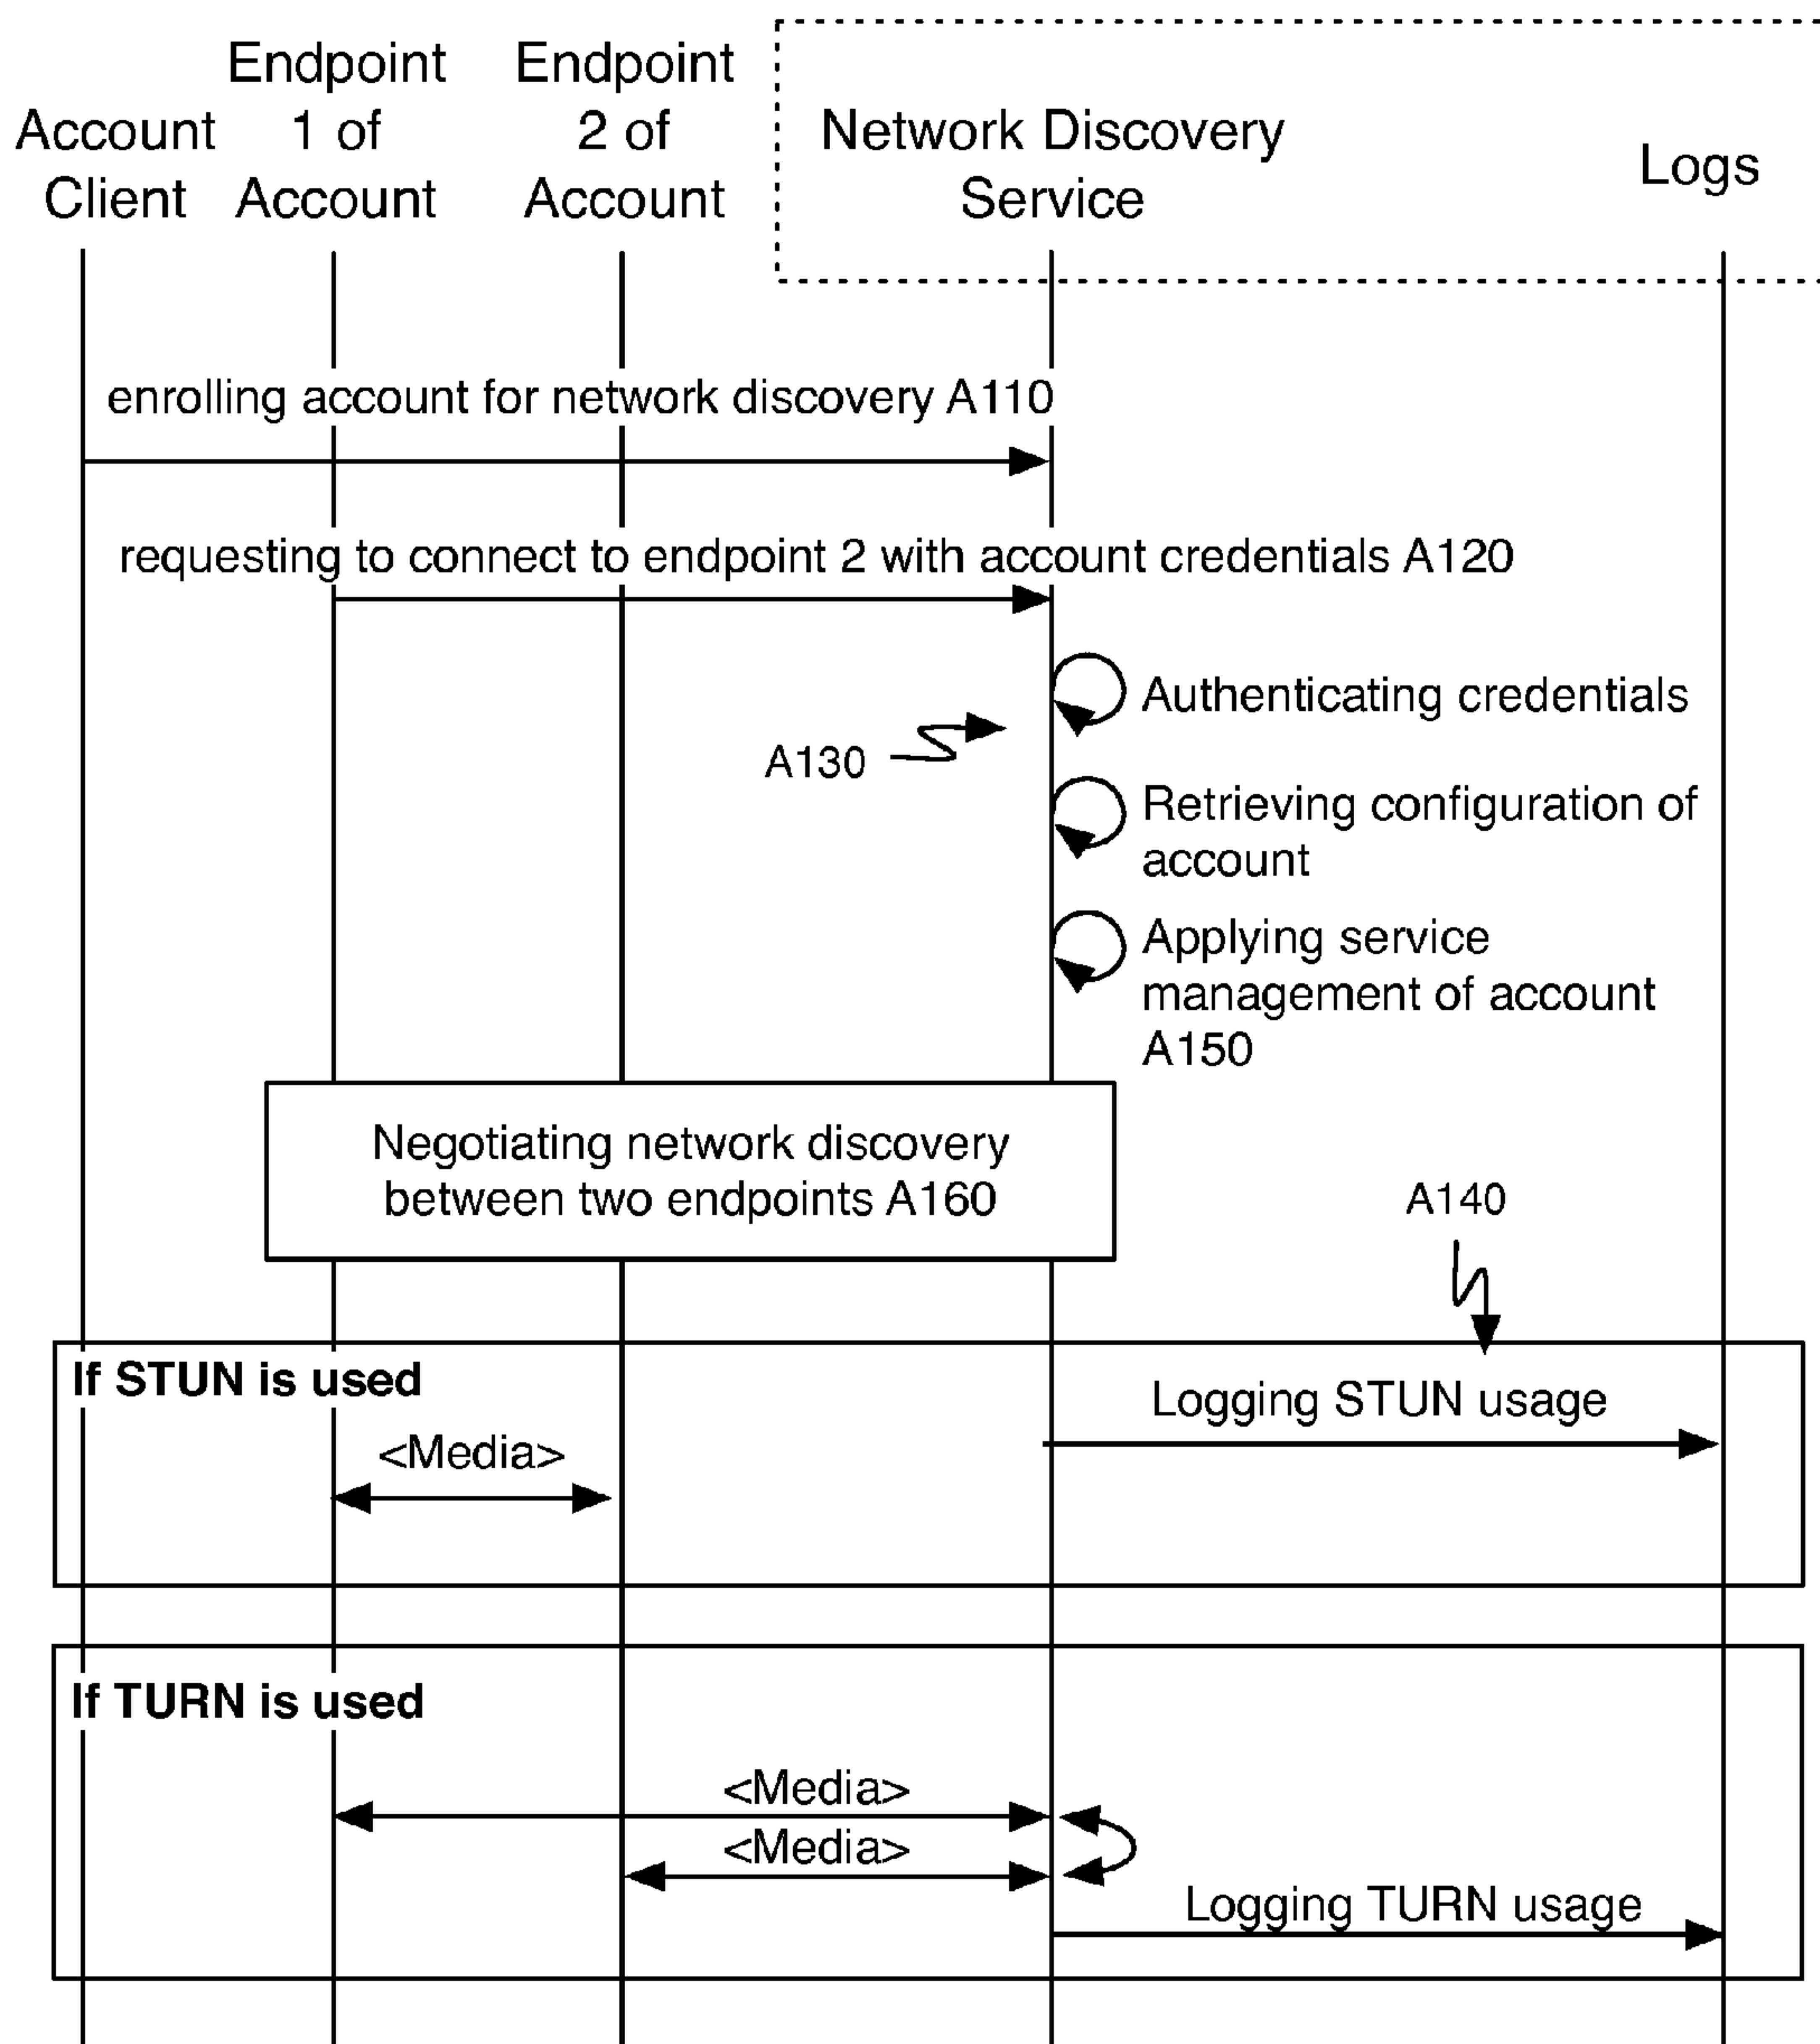 Account
Client
Endpoint
1 of
Account
Endpoint
2 of
Account
Network Discovery
Service
Logs
enrolling account for network discovery A110
requesting to connect to endpoint 2 with account credentials A120
Authenticating credentials
A130
Retrieving configuration of
account
Applying service
management of account
A150
Negotiating network discovery
between two endpoints A160
A140
If STUN is used
Logging STUN usage
<Media>
If TURN is used
<Media>
<Media>
Logging TURN usage